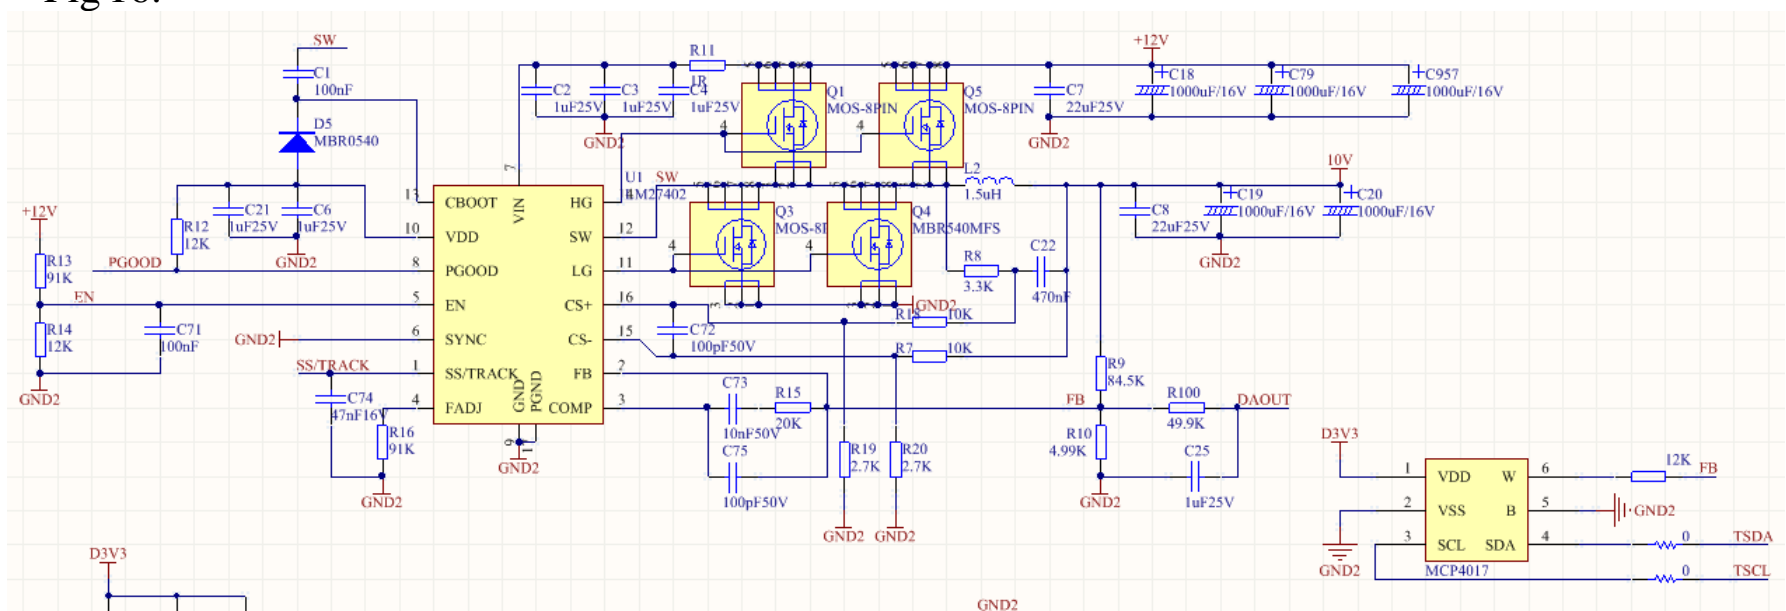 SW
C1
100nF
D5
MBR0540
R11
1R
C2
1uF25V
C3
1uF25V
C4
1uF25V
GND2
Q1
MOS-8PIN
4
Q5
MOS-8PIN
4
C7
22uF25V
GND2
+12V
C18
1000uF/16V
C79
1000uF/16V
C957
1000uF/16V
+12V
R13
91K
R14
12K
GND2
R12
12K
C21
1uF25V
C6
1uF25V
GND2
PGOOD
EN
C71
100nF
GND2
SS/TRACK
C74
47nF16V
R16
91K
GND2
U1
LM27402
7
VIN
13 CBOOT
10 VDD
8 PGOOD
5 EN
6 SYNC
1 SS/TRACK
4 FADJ
HG
SW 12
LG 11
CS+ 16
CS- 15
FB 2
COMP 3
GND
PGND
9
GND2
SW
Q3
4
Q4
MBR540MFS
4
GND2
L2
1.5uH
10V
C8
22uF25V
C19
1000uF/16V
C20
1000uF/16V
GND2
R8
3.3K
C22
470nF
R18 10K
R7 10K
C72
100pF50V
C73
10nF50V
R15
20K
C75
100pF50V
R19
2.7K
R20
2.7K
GND2 GND2
R9
84.5K
FB
R100
49.9K
DAOUT
R10
4.99K
C25
1uF25V
GND2
D3V3
1 VDD W 6
2 VSS B 5
3 SCL SDA 4
MCP4017
GND2
12K
FB
GND2
0 TSDA
0 TSCL
D3V3
GND2